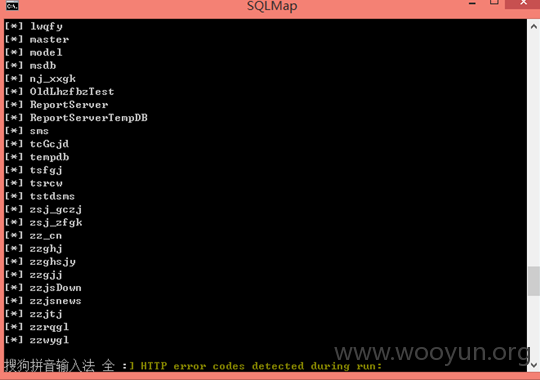 SQLMap
[*] lwqfy
[*] master
[*] model
[*] msdb
[*] nj_xxgk
[*] OldLhzfbzTest
[*] ReportServer
[*] ReportServerTempDB
[*] sms
[*] tcGcjd
[*] tempdb
[*] tsfgj
[*] tsrcw
[*] tstdsms
[*] zsj_gczj
[*] zsj_zfgk
[*] zz_cn
[*] zzghj
[*] zzghsjy
[*] zzgjj
[*] zzjsDown
[*] zzjsnews
[*] zzjtj
[*] zzrqgl
[*] zzwygl
www.wooyun.org
搜狗拼音输入法 全 :] HTTP error codes detected during run: